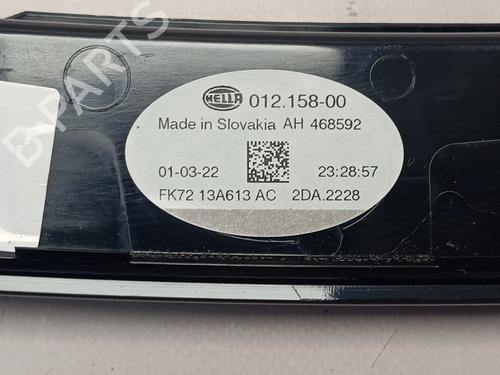 HELLA 012.158-00
Made in Slovakia AH 468592
01-03-22 23:28:57
FK72 13A613 AC 2DA.2228
B-PARTS